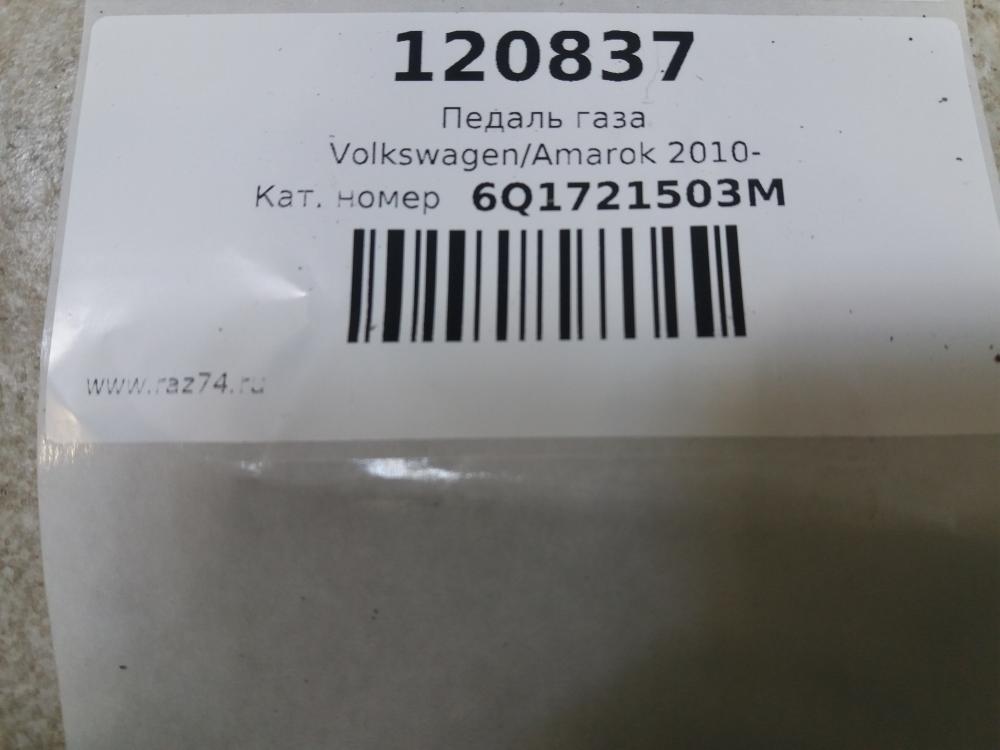 120837
Педаль газа
Volkswagen/Amarok 2010-
Кат. номер 6Q1721503M
www.raz74.ru